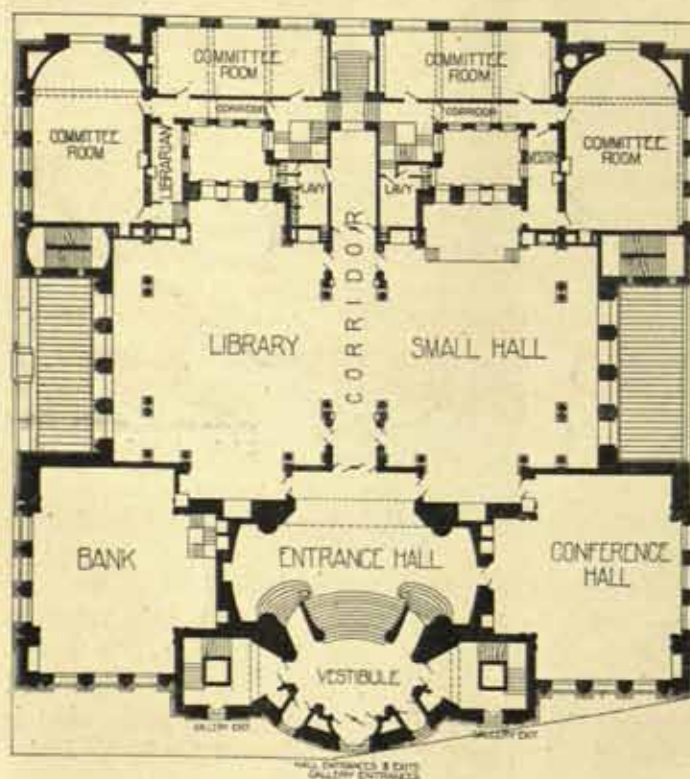 COMMITTEE
ROOM
COMMITTEE
ROOM
CORRIDOR
CORRIDOR
COMMITTEE
ROOM
LIBRARIAN
LAVY
LAVY
COMMITTEE
ROOM
CORRIDOR
LIBRARY
SMALL HALL
BANK
ENTRANCE HALL
CONFERENCE
HALL
VESTIBULE
GALLERY EXIT
GALLERY EXIT
HALL ENTRANCES & EXITS
GALLERY ENTRANCES